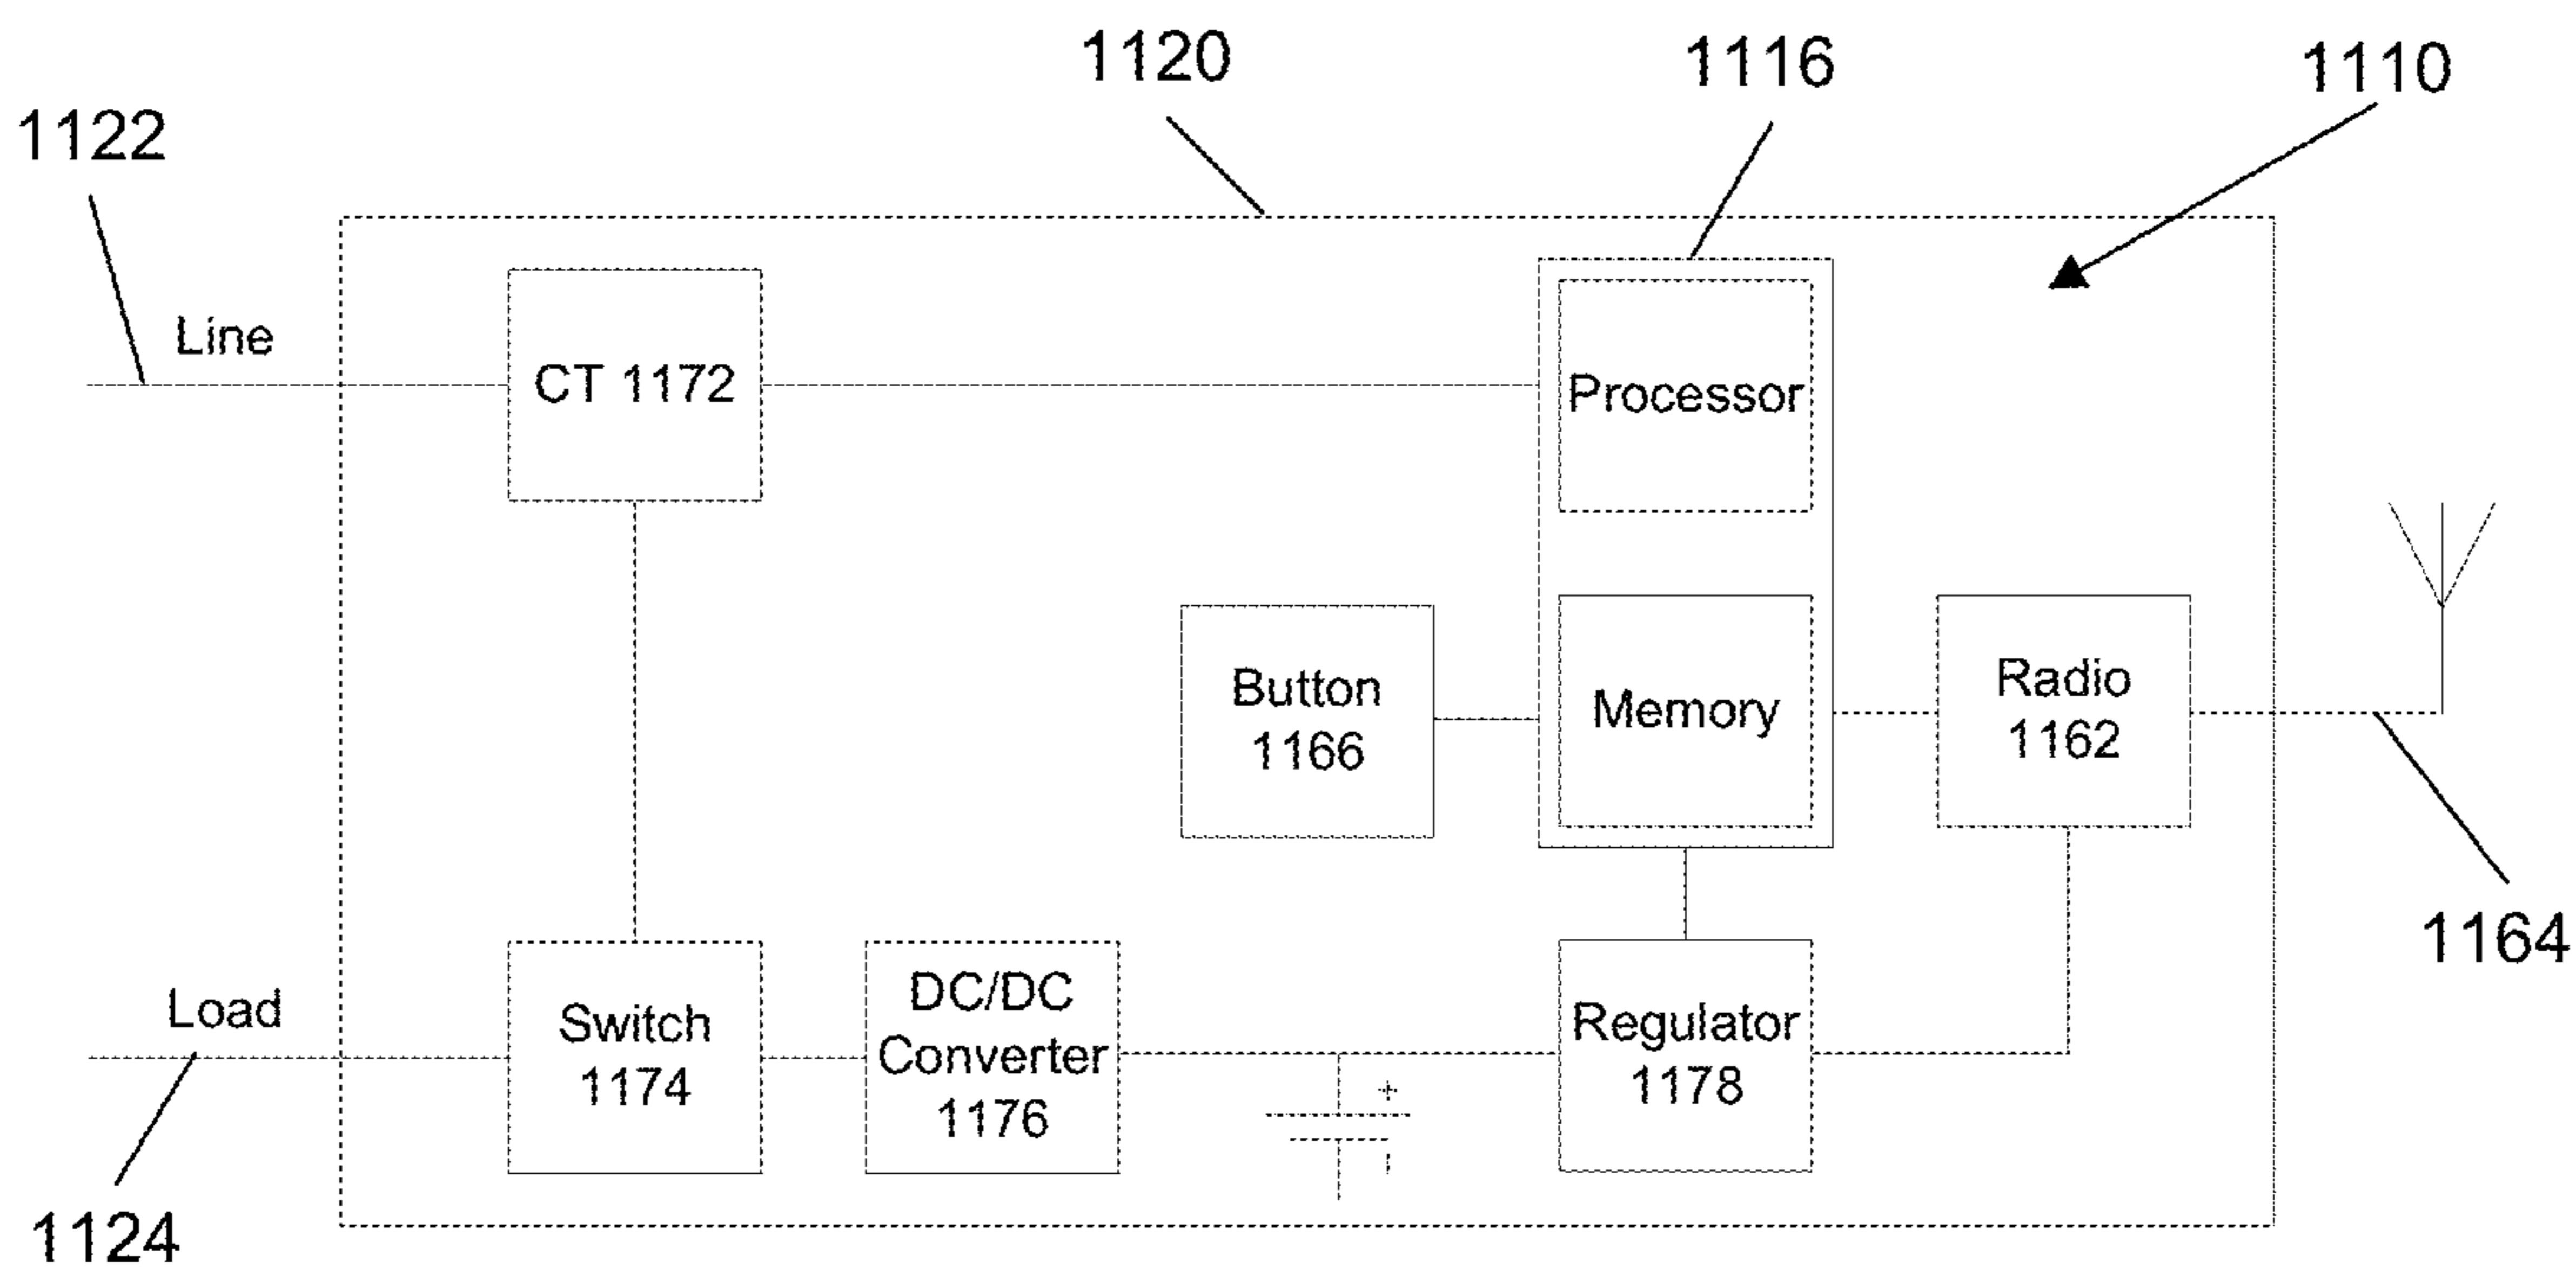 1120
1116
1110
1122
Line
CT 1172
Processor
Button
1166
Memory
Radio
1162
1164
Load
Switch
1174
DC/DC
Converter
1176
+
Regulator
1178
1124